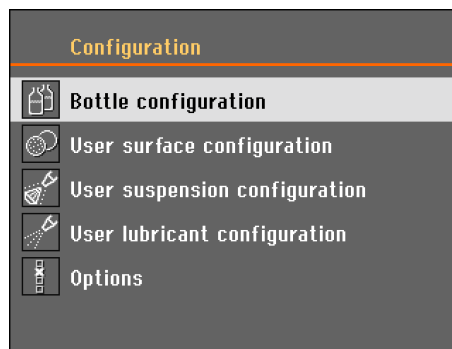 Configuration
Bottle configuration
User surface configuration
User suspension configuration
User lubricant configuration
Options